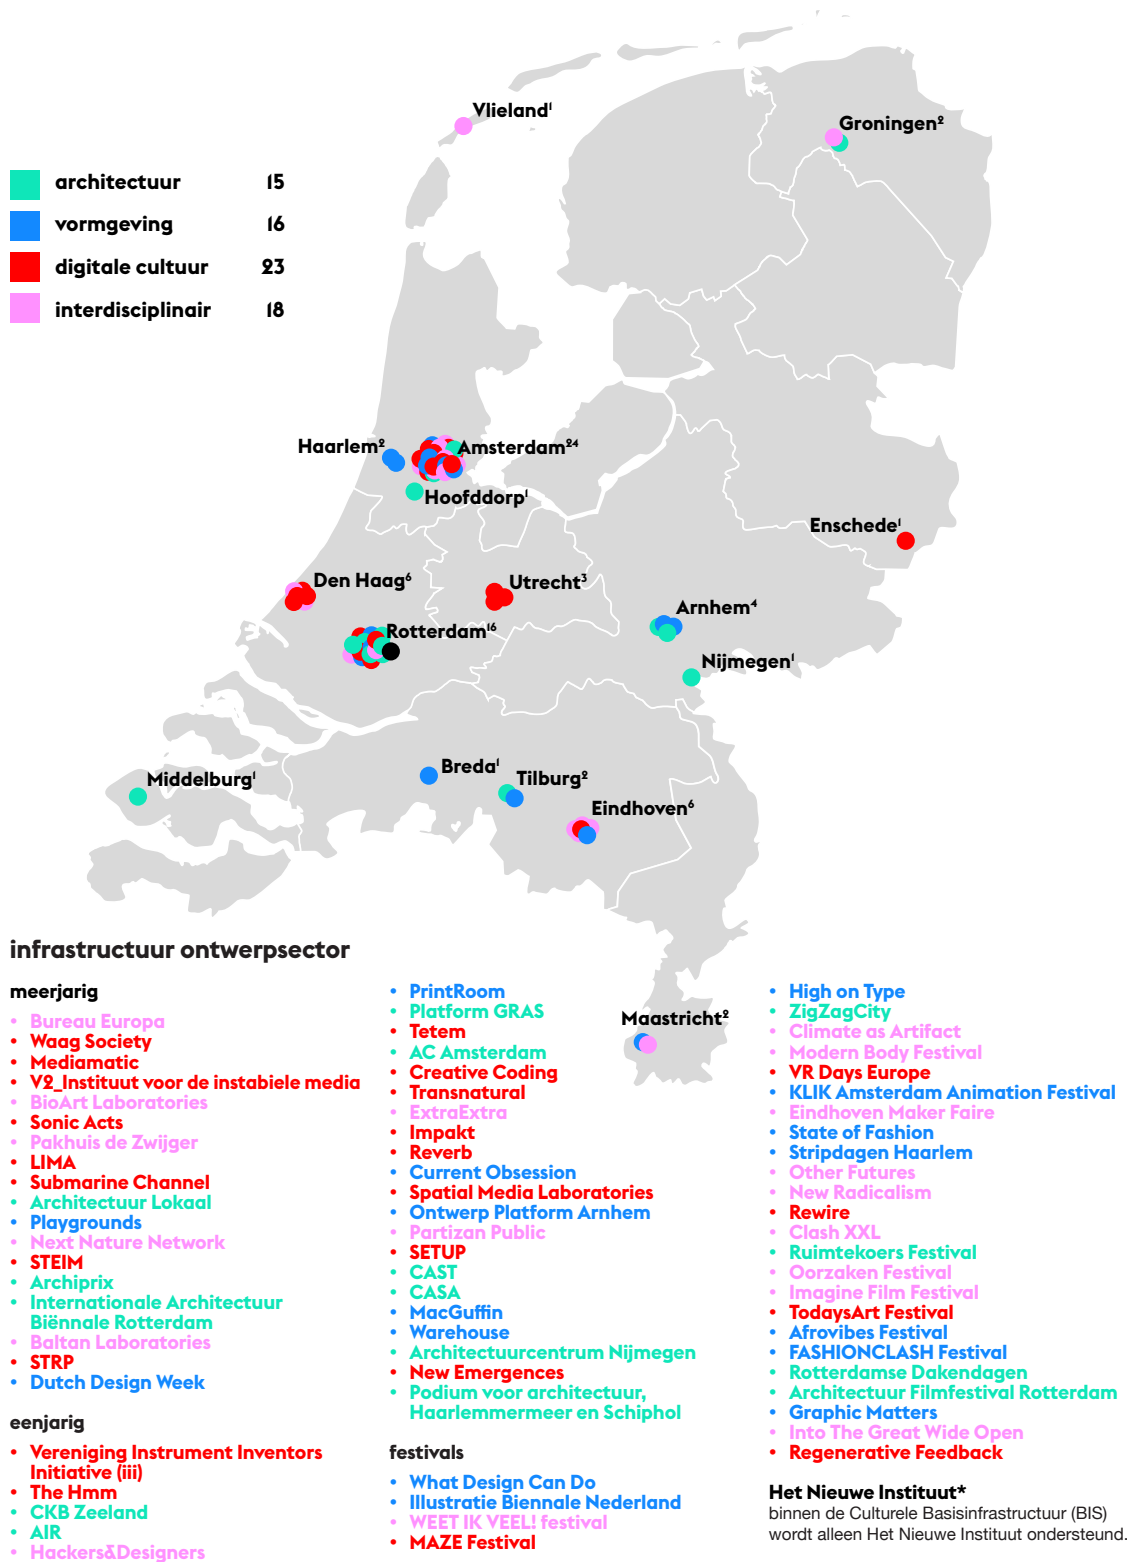 Vlieland¹
Groningen²
architectuur 15
vormgeving 16
digitale cultuur 23
interdisciplinair 18
Haarlem²
Amsterdam²⁴
Hoofddorp¹
Enschede¹
Den Haag⁶
Utrecht³
Arnhem⁴
Rotterdam¹⁶
Nijmegen¹
Breda¹
Middelburg¹
Tilburg²
Eindhoven⁶
Maastricht²
infrastructuur ontwerpsector
meerjarig
• Bureau Europa
• Waag Society
• Mediamatic
• V2_Instituut voor de instabiele media
• BioArt Laboratories
• Sonic Acts
• Pakhuis de Zwijger
• LIMA
• Submarine Channel
• Architectuur Lokaal
• Playgrounds
• Next Nature Network
• STEIM
• Archiprix
• Internationale Architectuur
Biënnale Rotterdam
• Baltan Laboratories
• STRP
• Dutch Design Week
eenjarig
• Vereniging Instrument Inventors
Initiative (iii)
• The Hmm
• CKB Zeeland
• AIR
• Hackers&Designers
• PrintRoom
• Platform GRAS
• Tetem
• AC Amsterdam
• Creative Coding
• Transnatural
• ExtraExtra
• Impakt
• Reverb
• Current Obsession
• Spatial Media Laboratories
• Ontwerp Platform Arnhem
• Partizan Public
• SETUP
• CAST
• CASA
• MacGuffin
• Warehouse
• Architectuurcentrum Nijmegen
• New Emergences
• Podium voor architectuur,
Haarlemmermeer en Schiphol
festivals
• What Design Can Do
• Illustratie Biennale Nederland
• WEET IK VEEL! festival
• MAZE Festival
• High on Type
• ZigZagCity
• Climate as Artifact
• Modern Body Festival
• VR Days Europe
• KLIK Amsterdam Animation Festival
• Eindhoven Maker Faire
• State of Fashion
• Stripdagen Haarlem
• Other Futures
• New Radicalism
• Rewire
• Clash XXL
• Ruimtekoers Festival
• Oorzaken Festival
• Imagine Film Festival
• TodaysArt Festival
• Afrovibes Festival
• FASHIONCLASH Festival
• Rotterdamse Dakendagen
• Architectuur Filmfestival Rotterdam
• Graphic Matters
• Into The Great Wide Open
• Regenerative Feedback
Het Nieuwe Instituut*
binnen de Culturele Basisinfrastructuur (BIS)
wordt alleen Het Nieuwe Instituut ondersteund.